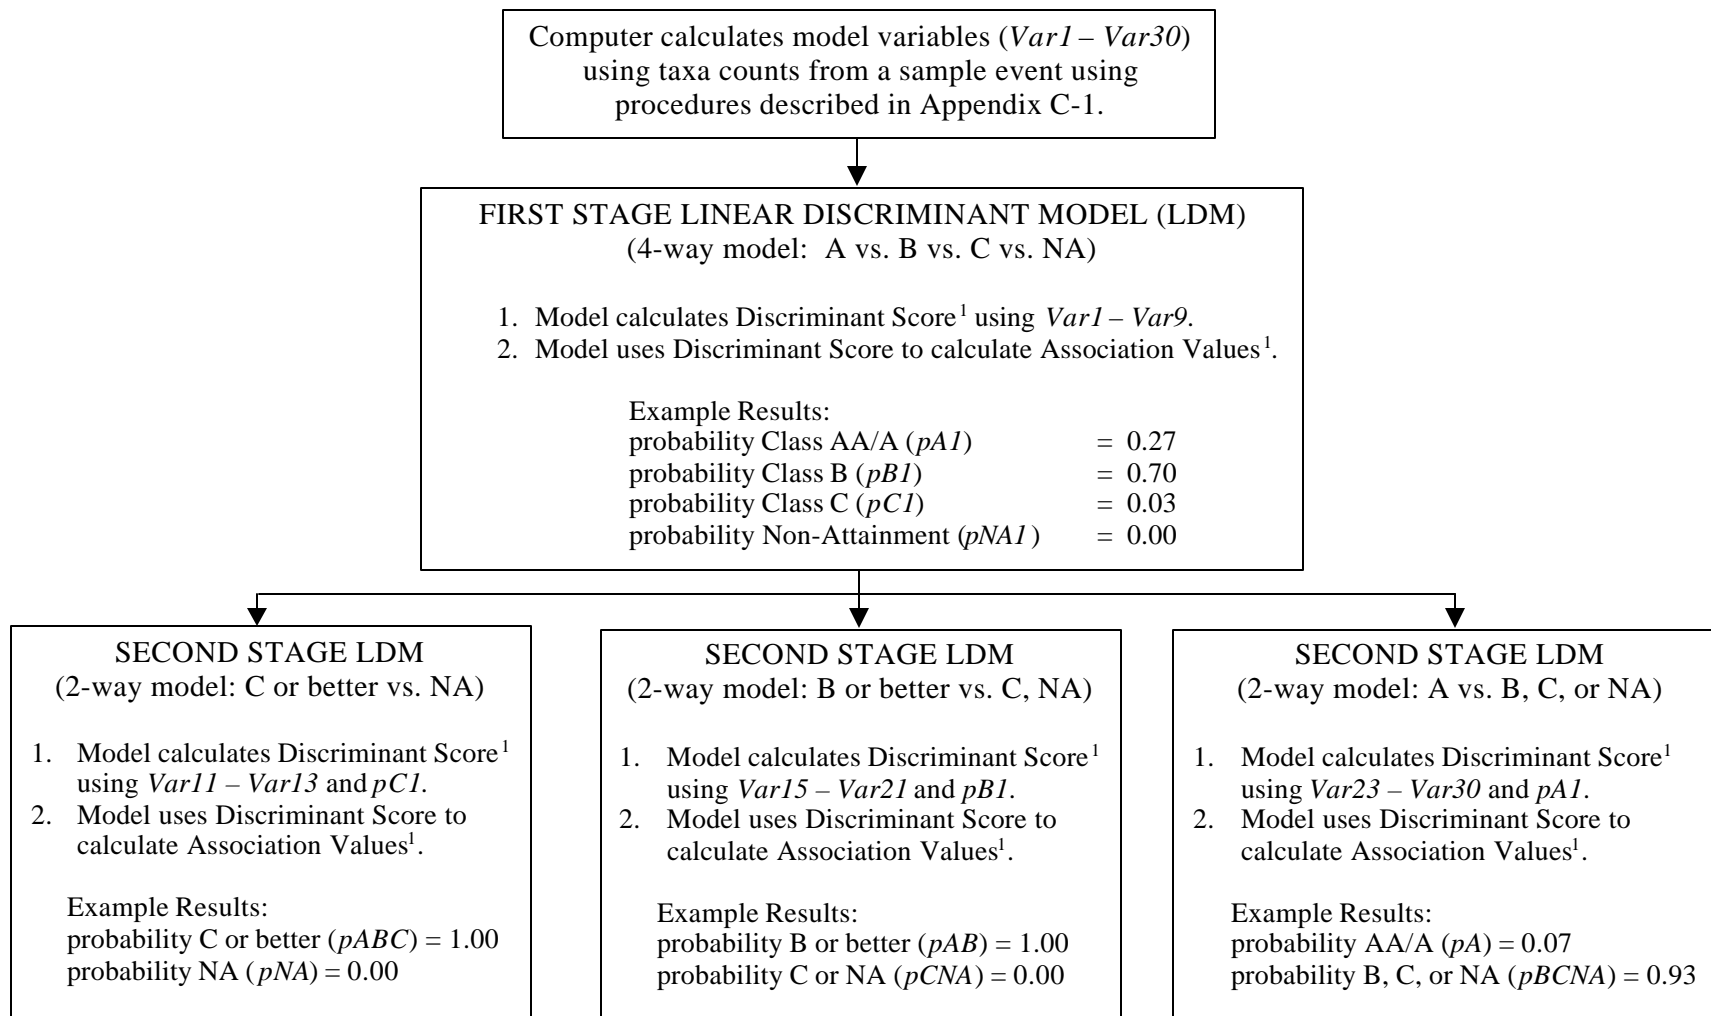 Computer calculates model variables (Var1 – Var30)
using taxa counts from a sample event using
procedures described in Appendix C-1.
FIRST STAGE LINEAR DISCRIMINANT MODEL (LDM)
(4-way model: A vs. B vs. C vs. NA)
1. Model calculates Discriminant Score¹ using Var1 – Var9.
2. Model uses Discriminant Score to calculate Association Values¹.
Example Results:
probability Class AA/A (pA1) = 0.27
probability Class B (pB1) = 0.70
probability Class C (pC1) = 0.03
probability Non-Attainment (pNA1) = 0.00
SECOND STAGE LDM
(2-way model: C or better vs. NA)
1. Model calculates Discriminant Score¹
using Var11 – Var13 and pC1.
2. Model uses Discriminant Score to
calculate Association Values¹.
Example Results:
probability C or better (pABC) = 1.00
probability NA (pNA) = 0.00
SECOND STAGE LDM
(2-way model: B or better vs. C, NA)
1. Model calculates Discriminant Score¹
using Var15 – Var21 and pB1.
2. Model uses Discriminant Score to
calculate Association Values¹.
Example Results:
probability B or better (pAB) = 1.00
probability C or NA (pCNA) = 0.00
SECOND STAGE LDM
(2-way model: A vs. B, C, or NA)
1. Model calculates Discriminant Score¹
using Var23 – Var30 and pA1.
2. Model uses Discriminant Score to
calculate Association Values¹.
Example Results:
probability AA/A (pA) = 0.07
probability B, C, or NA (pBCNA) = 0.93